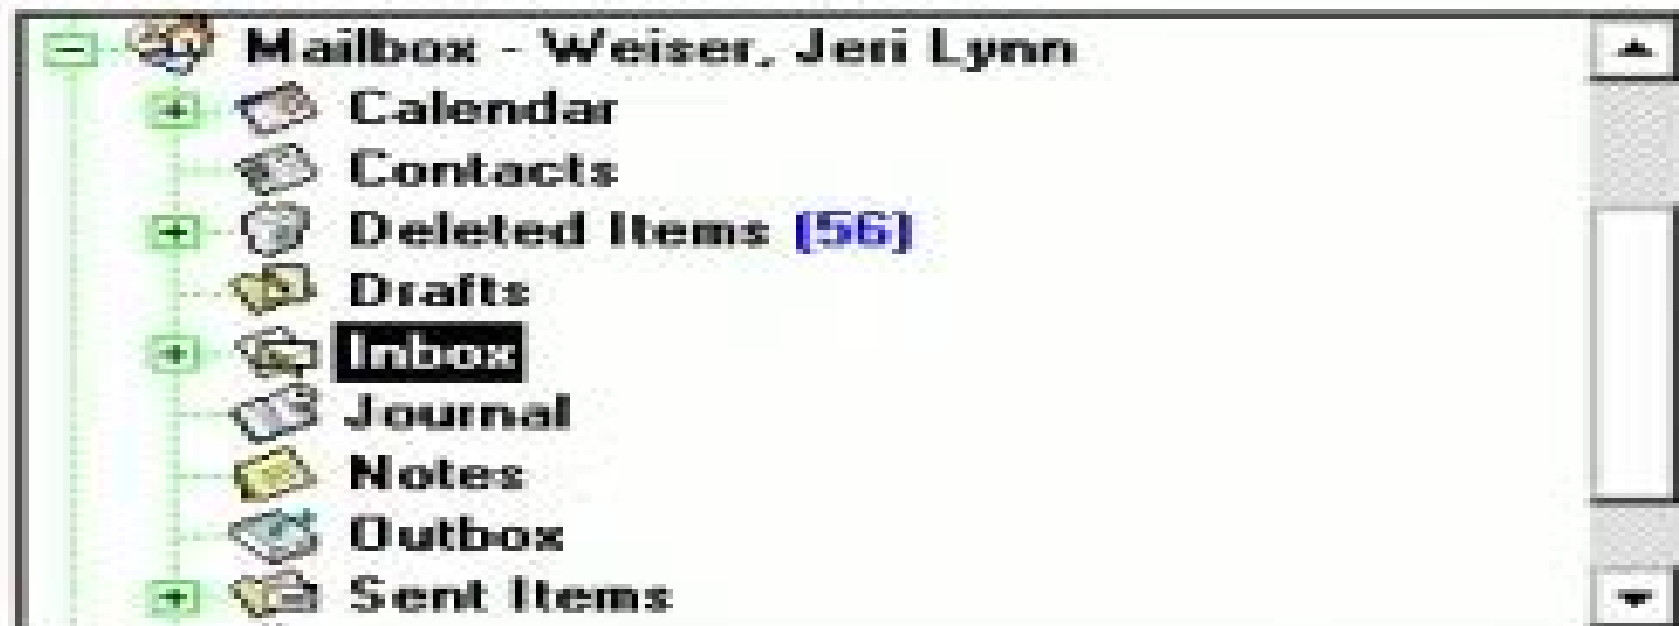 Mailbox - Weiser, Jeri Lynn
Calendar
Contacts
Deleted Items (56)
Drafts
Inbox
Journal
Notes
Outbox
Sent Items